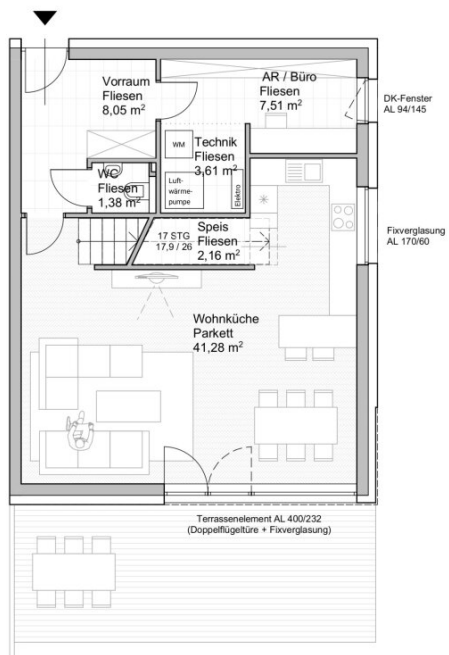 Vorraum
Fliesen
8,05 m²
AR / Büro
Fliesen
7,51 m²
DK-Fenster
AL 94/145
WM
Technik
Fliesen
3,61 m²
Luft-
wärme-
pumpe
Elektro
WC
Fliesen
1,38 m²
Fixverglasung
AL 170/60
17 STG
17,9 / 26
Speis
Fliesen
2,16 m²
Wohnküche
Parkett
41,28 m²
Terrassenelement AL 400/232
(Doppelflügeltüre + Fixverglasung)